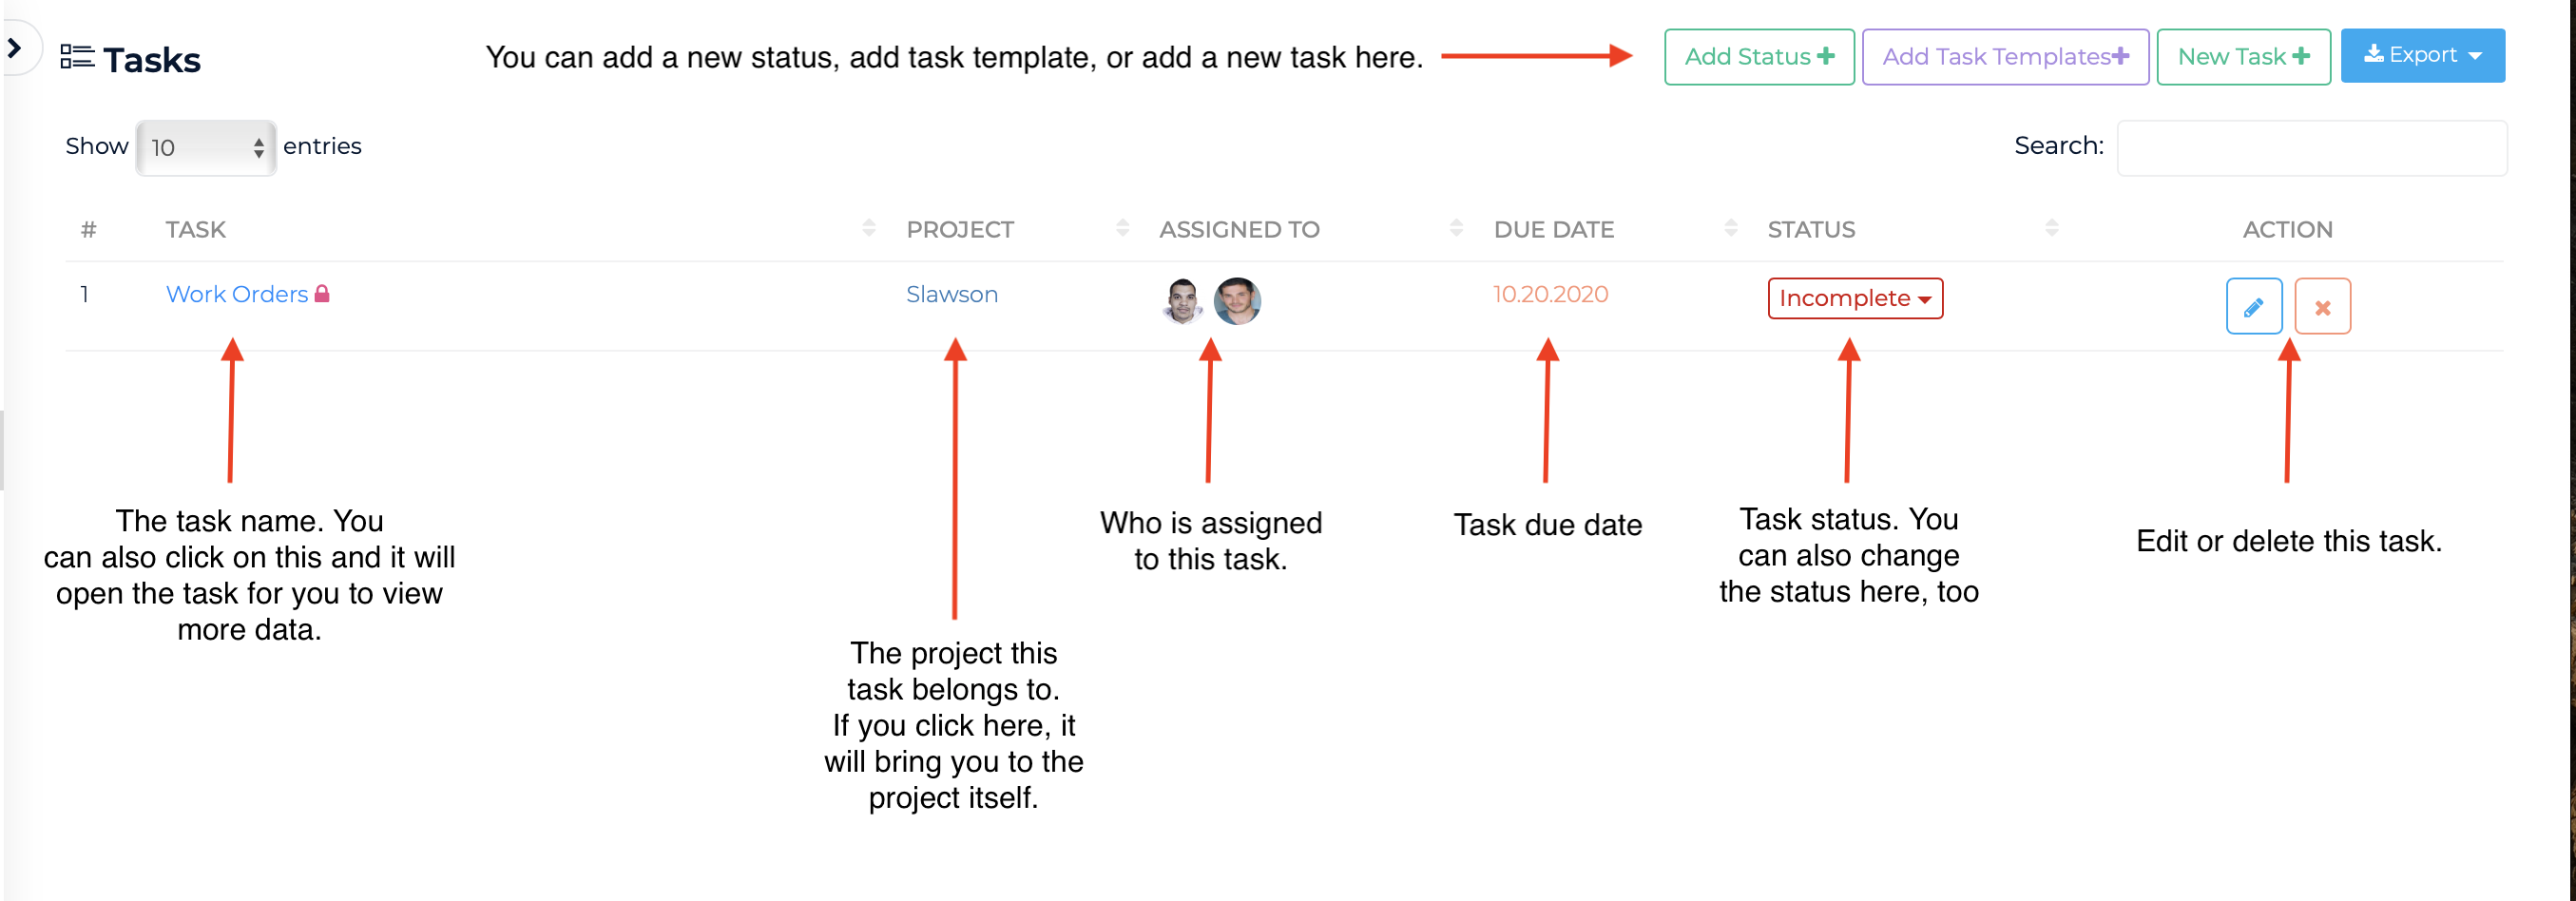 Tasks
You can add a new status, add task template, or add a new task here.
Add Status
Add Task Templates
New Task
Export
Show 10 entries
Search:
# TASK PROJECT ASSIGNED TO DUE DATE STATUS ACTION
1 Work Orders Slawson 10.20.2020 Incomplete
The task name. You
can also click on this and it will
open the task for you to view
more data.
The project this
task belongs to.
If you click here, it
will bring you to the
project itself.
Who is assigned
to this task.
Task due date
Task status. You
can also change
the status here, too
Edit or delete this task.